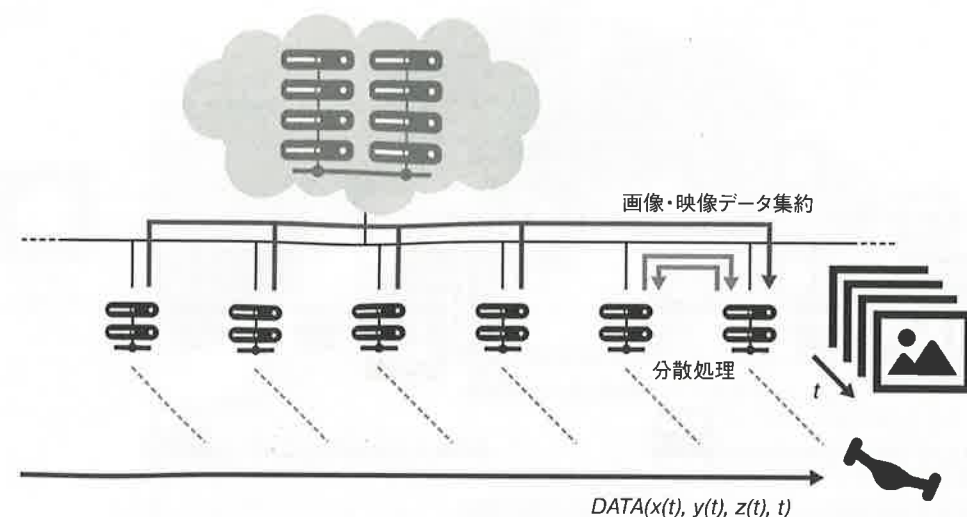 画像・映像データ集約
分散処理
t
DATA(x(t), y(t), z(t), t)